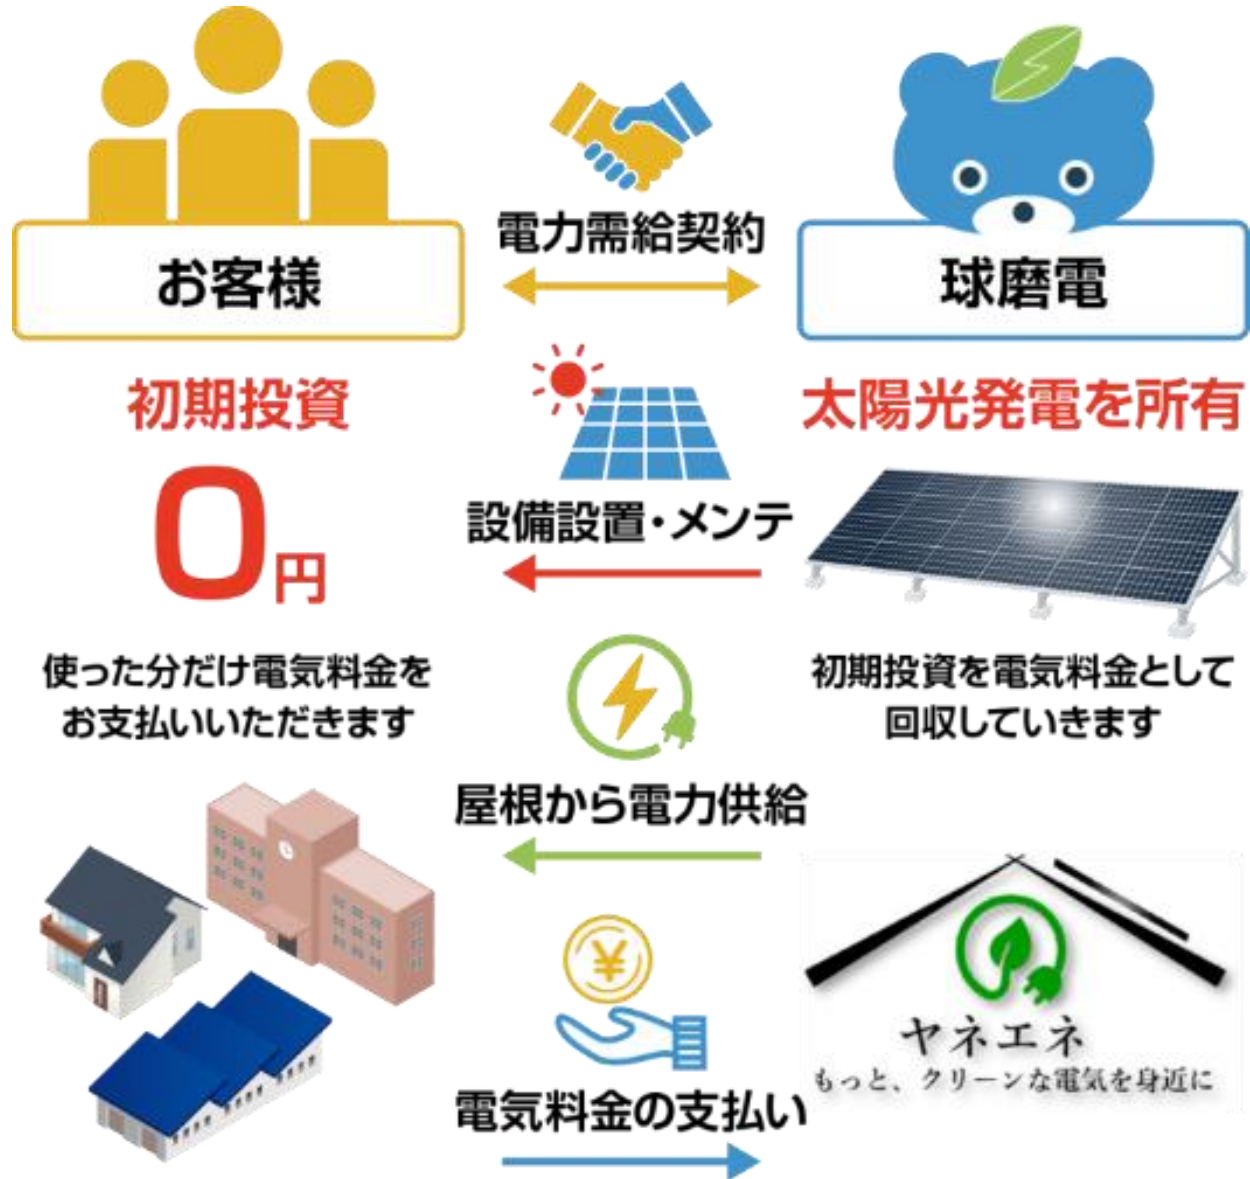 お客様
電力需給契約
球磨電
初期投資
0円
太陽光発電を所有
設備設置・メンテ
使った分だけ電気料金を
お支払いいただきます
初期投資を電気料金として
回収していきます
屋根から電力供給
¥
電気料金の支払い
ヤネエネ
もっと、クリーンな電気を身近に